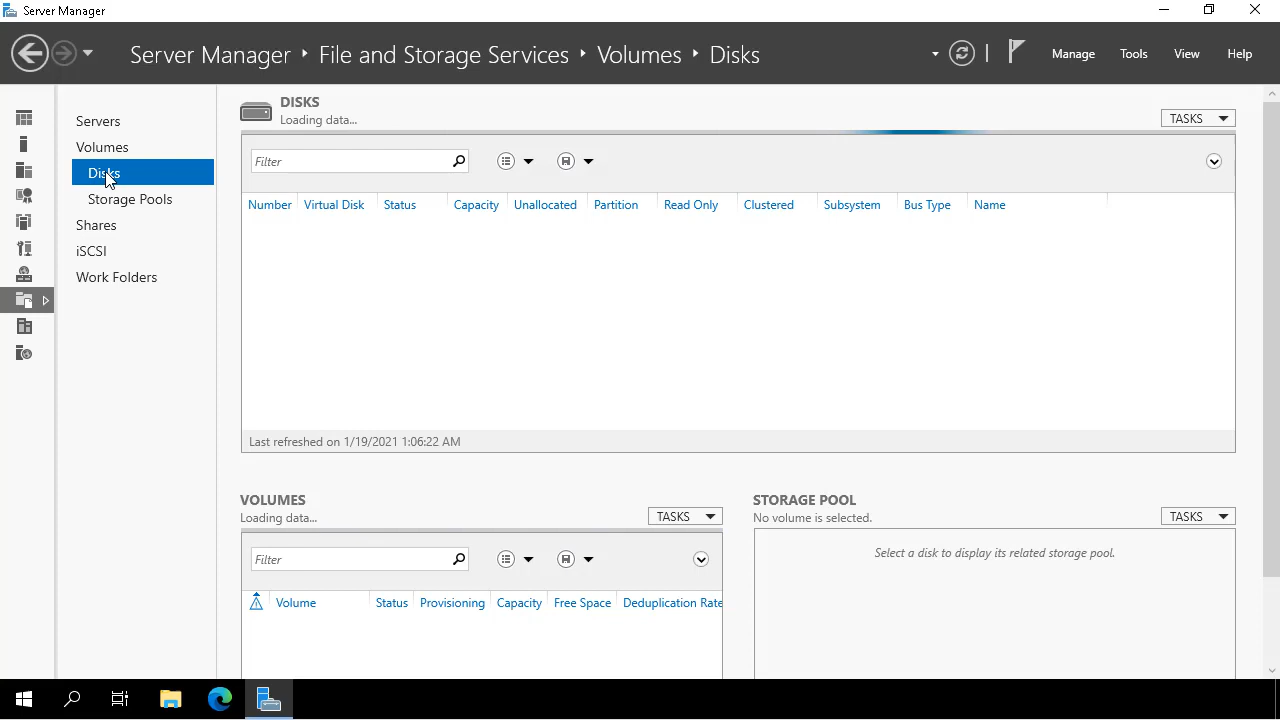 Server Manager
Server Manager ‣ File and Storage Services ‣ Volumes ‣ Disks
Manage Tools View Help
Servers
Volumes
Disks
Storage Pools
Shares
iSCSI
Work Folders
DISKS
Loading data...
TASKS
Filter
Number Virtual Disk Status Capacity Unallocated Partition Read Only Clustered Subsystem Bus Type Name
Last refreshed on 1/19/2021 1:06:22 AM
VOLUMES
Loading data...
TASKS
Filter
Volume Status Provisioning Capacity Free Space Deduplication Rate
STORAGE POOL
No volume is selected.
TASKS
Select a disk to display its related storage pool.